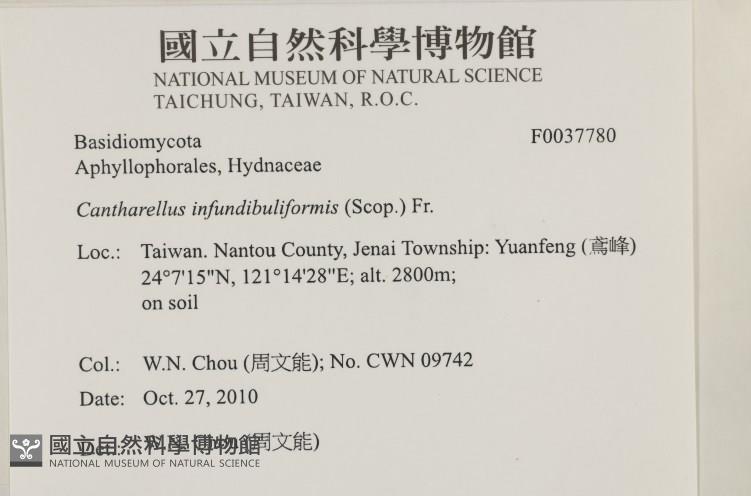 國立自然科學博物館
NATIONAL MUSEUM OF NATURAL SCIENCE
TAICHUNG, TAIWAN, R.O.C.
Basidiomycota F0037780
Aphyllophorales, Hydnaceae
Cantharellus infundibuliformis (Scop.) Fr.
Loc.: Taiwan. Nantou County, Jenai Township: Yuanfeng (鳶峰)
24°7'15"N, 121°14'28"E; alt. 2800m;
on soil
Col.: W.N. Chou (周文能); No. CWN 09742
Date: Oct. 27, 2010
(周文能)
國立自然科學博物館
NATIONAL MUSEUM OF NATURAL SCIENCE